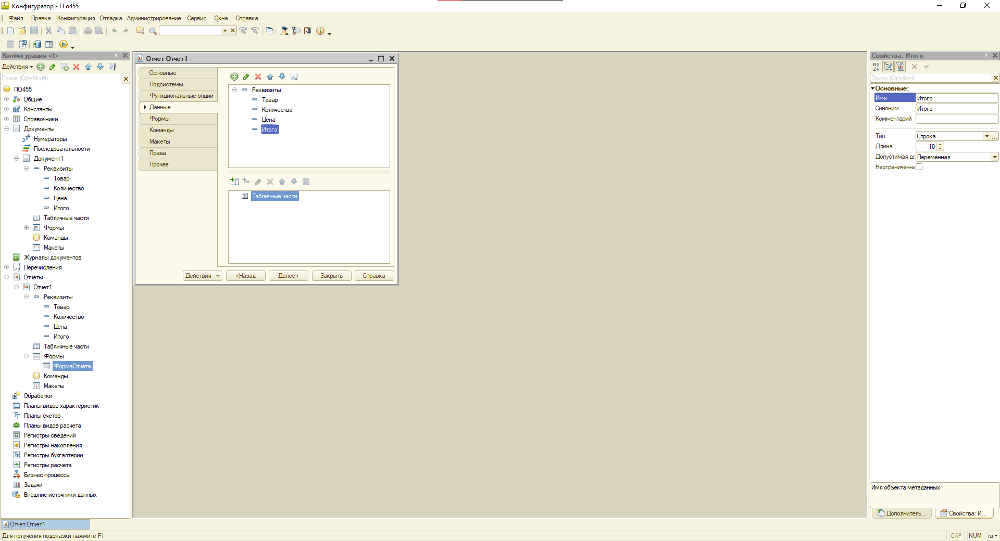 Конфигуратор - П о455
Файл Правка Конфигурация Отладка Администрирование Сервис Окна Справка
Конфигурация <!>
Действия
Поиск (Ctrl+Alt+M)
ПО455
Общие
Константы
Справочники
Документы
Нумераторы
Последовательности
Документ1
Реквизиты
Товар
Количество
Цена
Итого
Табличные части
Формы
Команды
Макеты
Журналы документов
Перечисления
Отчеты
Отчет1
Реквизиты
Товар
Количество
Цена
Итого
Табличные части
Формы
ФормаОтчета
Команды
Макеты
Обработки
Планы видов характеристик
Планы счетов
Планы видов расчета
Регистры сведений
Регистры накопления
Регистры бухгалтерии
Регистры расчета
Бизнес-процессы
Задачи
Внешние источники данных
Отчет Отчет1
Основные
Подсистемы
Функциональные опции
Данные
Формы
Команды
Макеты
Права
Прочее
Реквизиты
Товар
Количество
Цена
Итого
Табличные части
Действия <Назад Далее> Закрыть Справка
Свойства: Итого
Поиск (Ctrl+Alt+I)
Основные:
Имя Итого
Синоним Итого
Комментарий
Тип Строка
Длина 10
Допустимая дл Переменная
Неограниченна
Имя объекта метаданных
Дополнитель... Свойства: И...
Отчет Отчет1
Для получения подсказки нажмите F1
CAP NUM ru